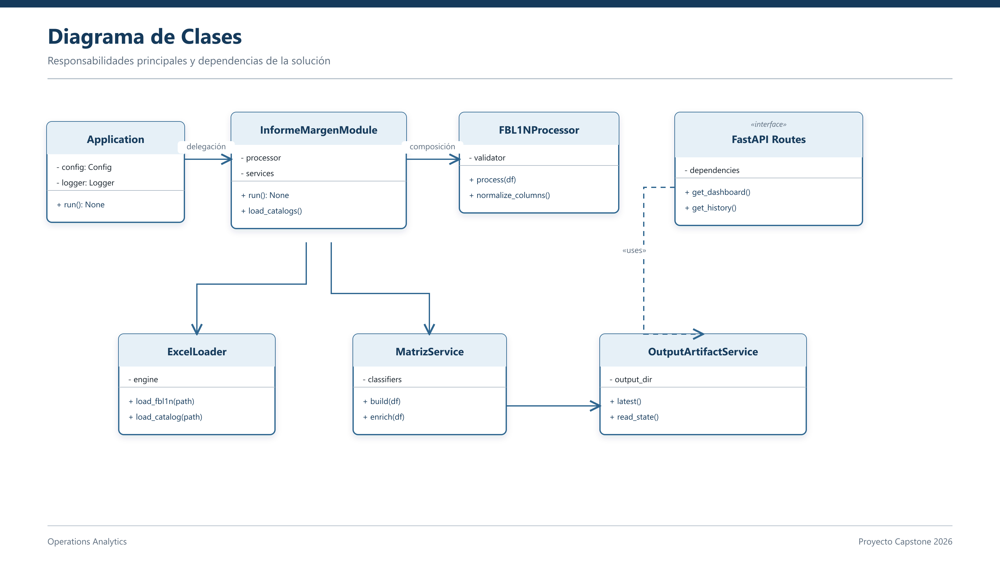 Diagrama de Clases
Responsabilidades principales y dependencias de la solución
Application
- config: Config
- logger: Logger
+ run(): None
delegación
InformeMargenModule
- processor
- services
+ run(): None
+ load_catalogs()
composición
FBL1NProcessor
- validator
+ process(df)
+ normalize_columns()
«interface»
FastAPI Routes
- dependencies
+ get_dashboard()
+ get_history()
«uses»
ExcelLoader
- engine
+ load_fbl1n(path)
+ load_catalog(path)
MatrizService
- classifiers
+ build(df)
+ enrich(df)
OutputArtifactService
- output_dir
+ latest()
+ read_state()
Operations Analytics
Proyecto Capstone 2026